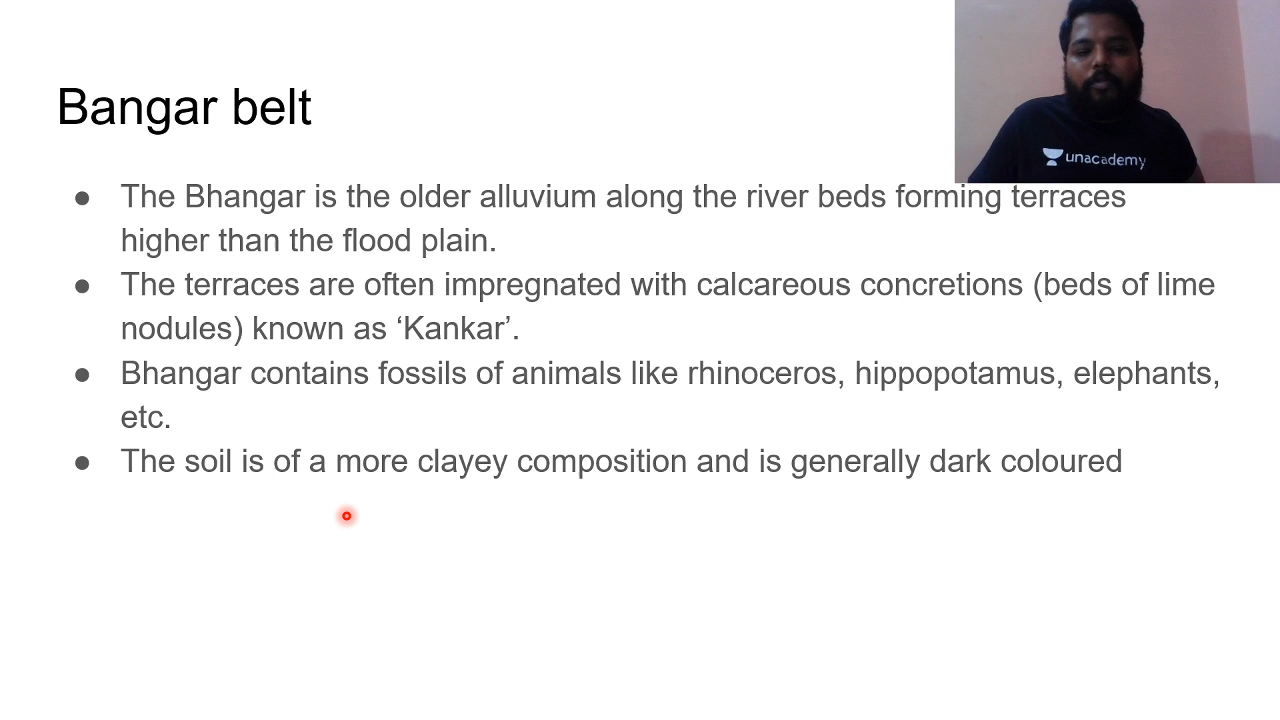 Bangar belt
unacademy
● The Bhangar is the older alluvium along the river beds forming terraces
higher than the flood plain.
● The terraces are often impregnated with calcareous concretions (beds of lime
nodules) known as ‘Kankar’.
● Bhangar contains fossils of animals like rhinoceros, hippopotamus, elephants,
etc.
● The soil is of a more clayey composition and is generally dark coloured